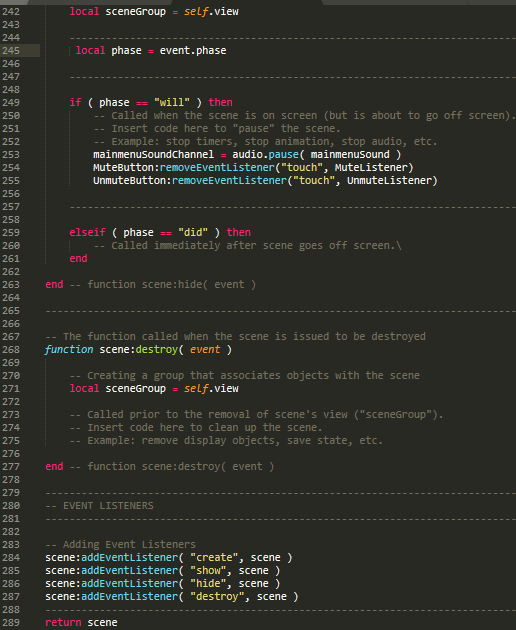 242 local sceneGroup = self.view
243
244 -----------------------------------------------------------------------
245 local phase = event.phase
246
247 -----------------------------------------------------------------------
248
249 if ( phase == "will" ) then
250 -- Called when the scene is on screen (but is about to go off screen).
251 -- Insert code here to "pause" the scene.
252 -- Example: stop timers, stop animation, stop audio, etc.
253 mainmenuSoundChannel = audio.pause( mainmenuSound )
254 MuteButton:removeEventListener("touch", MuteListener)
255 UnmuteButton:removeEventListener("touch", UnmuteListener)
256
257 -----------------------------------------------------------------------
258
259 elseif ( phase == "did" ) then
260 -- Called immediately after scene goes off screen.\
261 end
262
263 end -- function scene:hide( event )
264
265 -----------------------------------------------------------------------
266
267 -- The function called when the scene is issued to be destroyed
268 function scene:destroy( event )
269
270 -- Creating a group that associates objects with the scene
271 local sceneGroup = self.view
272
273 -- Called prior to the removal of scene's view ("sceneGroup").
274 -- Insert code here to clean up the scene.
275 -- Example: remove display objects, save state, etc.
276
277 end -- function scene:destroy( event )
278
279 -----------------------------------------------------------------------
280 -- EVENT LISTENERS
281 -----------------------------------------------------------------------
282
283 -- Adding Event Listeners
284 scene:addEventListener( "create", scene )
285 scene:addEventListener( "show", scene )
286 scene:addEventListener( "hide", scene )
287 scene:addEventListener( "destroy", scene )
288 -----------------------------------------------------------------------
289 return scene